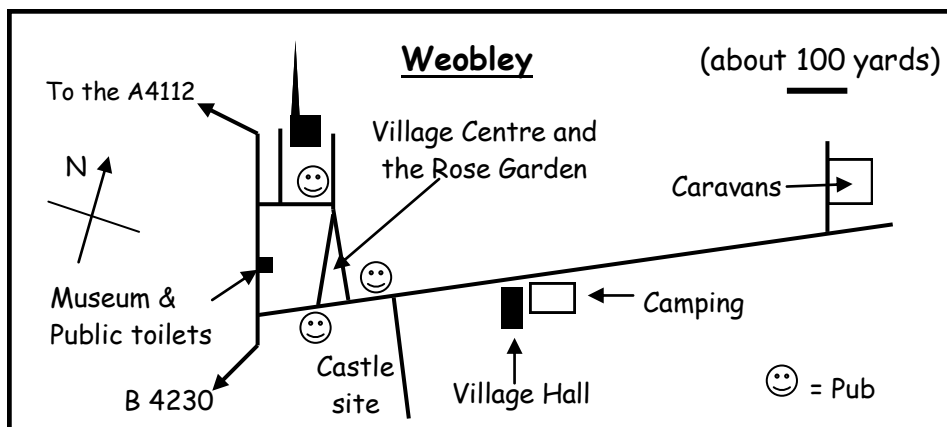 Weobley
(about 100 yards)
To the A4112
Village Centre and
the Rose Garden
N
Caravans
Museum &
Public toilets
Camping
Castle
site
Village Hall
B 4230
= Pub